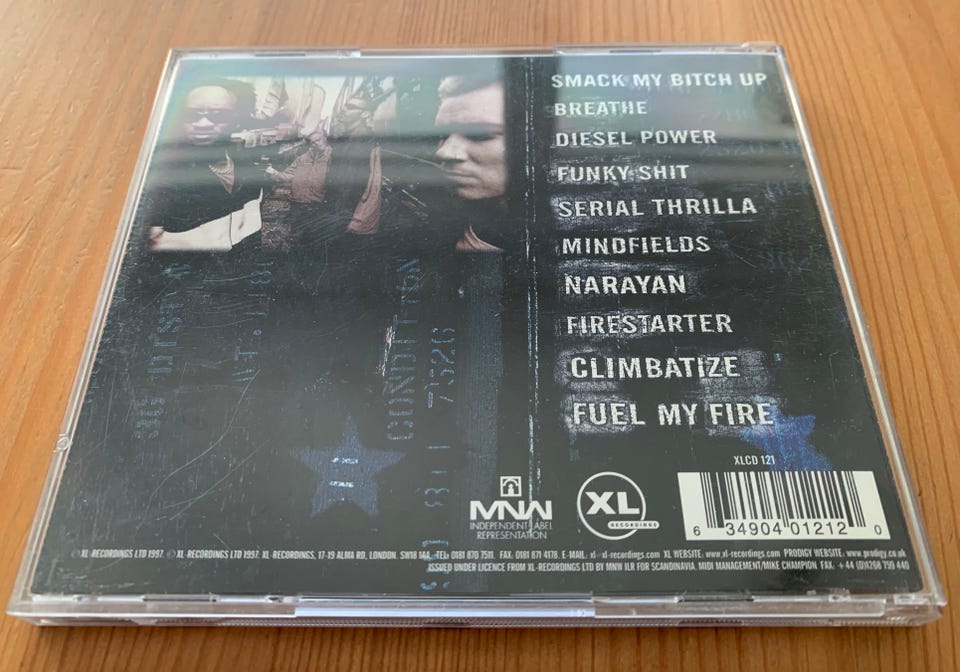 SMACK MY BITCH UP
BREATHE
DIESEL POWER
FUNKY SHIT
SERIAL THRILLA
MINDFIELDS
NARAYAN
FIRESTARTER
CLIMBATIZE
FUEL MY FIRE
XLCD 121
CONDITION
7526
MNW
INDEPENDENT LABEL
REPRESENTATION
XL
RECORDINGS
6 34904 01212 0
℗ XL-RECORDINGS LTD 1997. © XL-RECORDINGS LTD 1997. XL-RECORDINGS, 17-19 ALMA RD, LONDON. SW18 1AA. TEL: 0181 870 7511. FAX: 0181 871 4178. E-MAIL. xl@xl-recordings.com XL WEBSITE: www.xl-recordings.com PRODIGY WEBSITE: www.prodigy.co.uk
ISSUED UNDER LICENCE FROM XL-RECORDINGS LTD BY MNW ILR FOR SCANDINAVIA. MIDI MANAGEMENT/MIKE CHAMPION FAX. +44 (0)1268 759 440